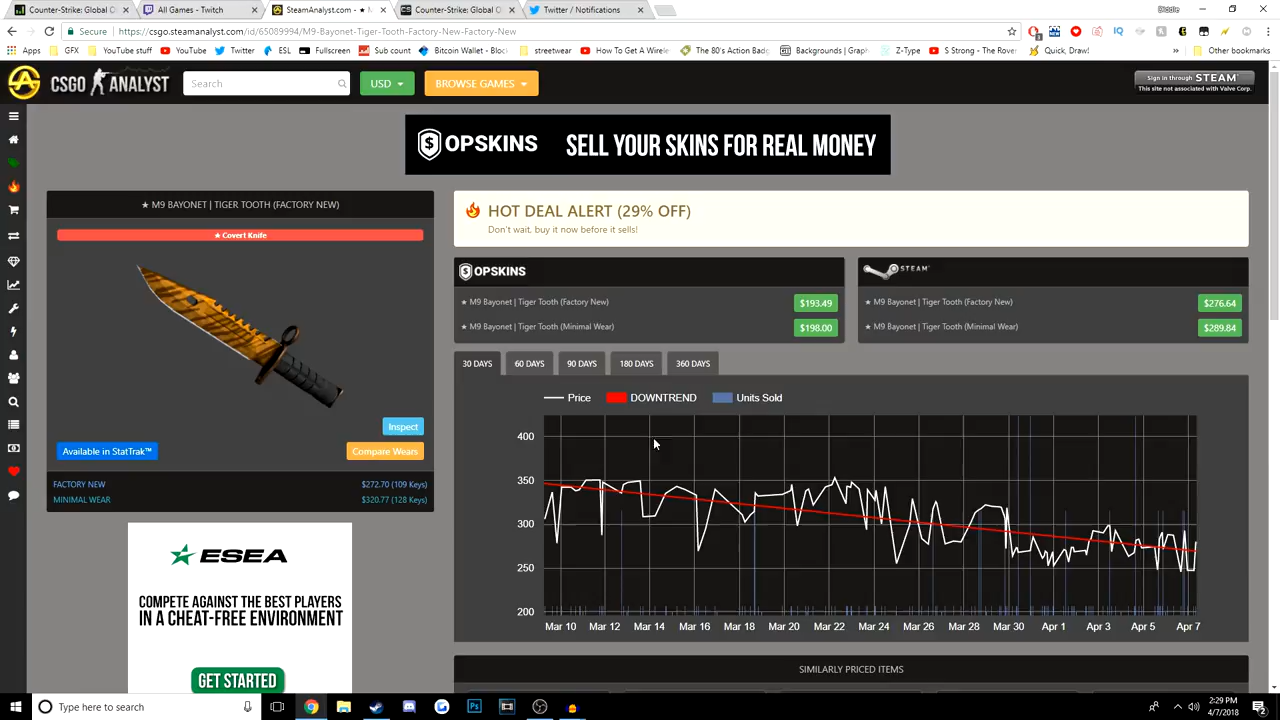 Counter-Strike: Global O
All Games - Twitch
SteamAnalyst.com - ★ M
Counter-Strike: Global O
Twitter / Notifications
Secure | https://csgo.steamanalyst.com/id/65089994/M9-Bayonet-Tiger-Tooth-Factory-New-Factory-New
Apps GFX YouTube stuff YouTube Twitter ESL Fullscreen Sub count Bitcoin Wallet - Bloc streetwear How To Get A Wirele The 80's Action Badg Backgrounds | Graph Z-Type S Strong - The Rover Quick, Draw! » Other bookmarks
CSGO ANALYST
Search
USD
BROWSE GAMES
Sign in through STEAM
This site not associated with Valve Corp.
OPSKINS SELL YOUR SKINS FOR REAL MONEY
★ M9 BAYONET | TIGER TOOTH (FACTORY NEW)
★ Covert Knife
Inspect
Available in StatTrak™
Compare Wears
FACTORY NEW $272.70 (109 Keys)
MINIMAL WEAR $320.77 (128 Keys)
HOT DEAL ALERT (29% OFF)
Don't wait, buy it now before it sells!
OPSKINS
★ M9 Bayonet | Tiger Tooth (Factory New) $193.49
★ M9 Bayonet | Tiger Tooth (Minimal Wear) $198.00
STEAM
★ M9 Bayonet | Tiger Tooth (Factory New) $276.64
★ M9 Bayonet | Tiger Tooth (Minimal Wear) $289.84
30 DAYS 60 DAYS 90 DAYS 180 DAYS 360 DAYS
Price DOWNTREND Units Sold
400
350
300
250
200
Mar 10 Mar 12 Mar 14 Mar 16 Mar 18 Mar 20 Mar 22 Mar 24 Mar 26 Mar 28 Mar 30 Apr 1 Apr 3 Apr 5 Apr 7
SIMILARLY PRICED ITEMS
ESEA
COMPETE AGAINST THE BEST PLAYERS
IN A CHEAT-FREE ENVIRONMENT
GET STARTED
Type here to search
2:29 PM
4/7/2018